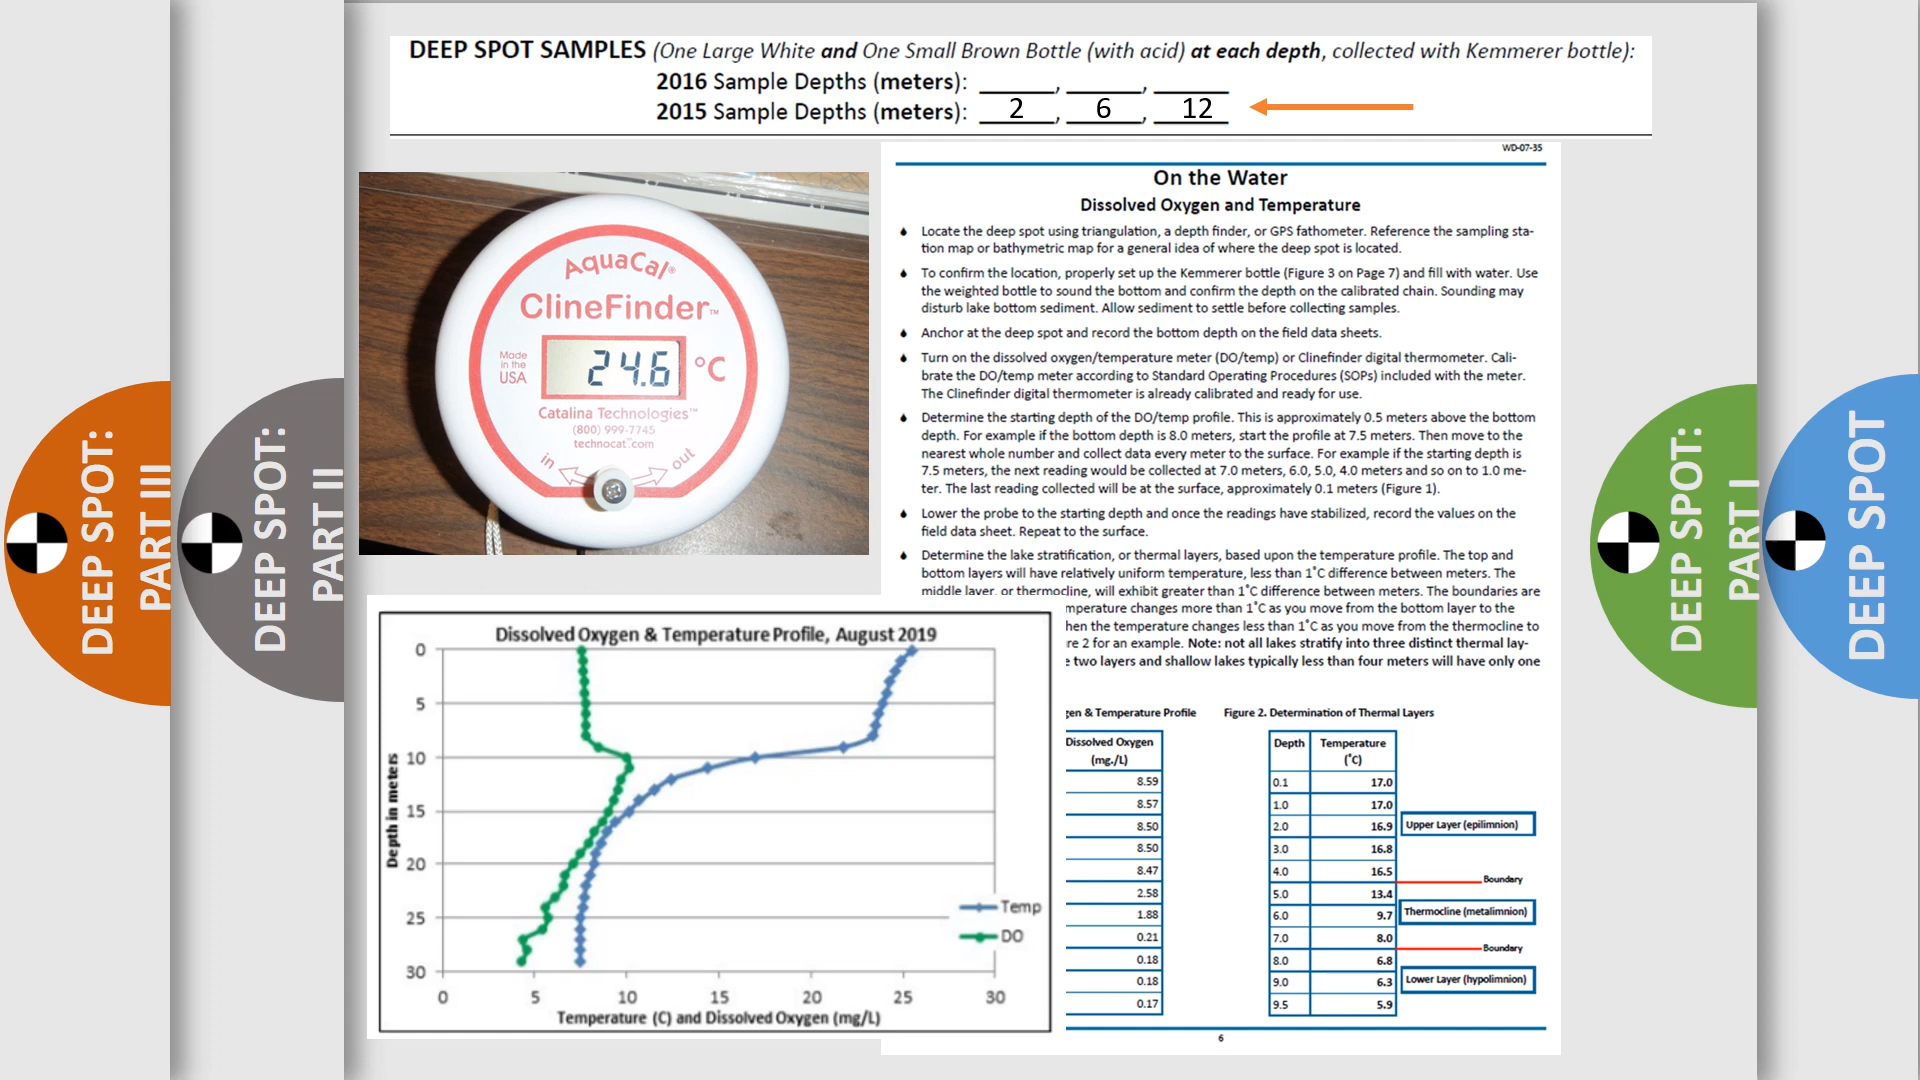 DEEP SPOT SAMPLES (One Large White and One Small Brown Bottle (with acid) at each depth, collected with Kemmerer bottle):
2016 Sample Depths (meters): ______, ______, ______
2015 Sample Depths (meters): 2, 6, 12
AquaCal®
ClineFinder™
Made
in the
USA
24.6 °C
Catalina Technologies™
(800) 999-7745
technocat.com
in
out
WD-07-35
On the Water
Dissolved Oxygen and Temperature
Locate the deep spot using triangulation, a depth finder, or GPS fathometer. Reference the sampling sta-
tion map or bathymetric map for a general idea of where the deep spot is located.
To confirm the location, properly set up the Kemmerer bottle (Figure 3 on Page 7) and fill with water. Use
the weighted bottle to sound the bottom and confirm the depth on the calibrated chain. Sounding may
disturb lake bottom sediment. Allow sediment to settle before collecting samples.
Anchor at the deep spot and record the bottom depth on the field data sheets.
Turn on the dissolved oxygen/temperature meter (DO/temp) or Clinefinder digital thermometer. Cali-
brate the DO/temp meter according to Standard Operating Procedures (SOPs) included with the meter.
The Clinefinder digital thermometer is already calibrated and ready for use.
Determine the starting depth of the DO/temp profile. This is approximately 0.5 meters above the bottom
depth. For example if the bottom depth is 8.0 meters, start the profile at 7.5 meters. Then move to the
nearest whole number and collect data every meter to the surface. For example if the starting depth is
7.5 meters, the next reading would be collected at 7.0 meters, 6.0, 5.0, 4.0 meters and so on to 1.0 me-
ter. The last reading collected will be at the surface, approximately 0.1 meters (Figure 1).
Lower the probe to the starting depth and once the readings have stabilized, record the values on the
field data sheet. Repeat to the surface.
Determine the lake stratification, or thermal layers, based upon the temperature profile. The top and
bottom layers will have relatively uniform temperature, less than 1˚C difference between meters. The
middle layer, or thermocline, will exhibit greater than 1˚C difference between meters. The boundaries are
mperature changes more than 1˚C as you move from the bottom layer to the
hen the temperature changes less than 1˚C as you move from the thermocline to
re 2 for an example. Note: not all lakes stratify into three distinct thermal lay-
e two layers and shallow lakes typically less than four meters will have only one
gen & Temperature Profile
Figure 2. Determination of Thermal Layers
Dissolved Oxygen
(mg./L)
8.59
8.57
8.50
8.50
8.47
2.58
1.88
0.21
0.18
0.18
0.17
Depth Temperature
(˚C)
0.1 17.0
1.0 17.0
2.0 16.9
3.0 16.8
4.0 16.5
5.0 13.4
6.0 9.7
7.0 8.0
8.0 6.8
9.0 6.3
9.5 5.9
Upper Layer (epilimnion)
Boundary
Thermocline (metalimnion)
Boundary
Lower Layer (hypolimnion)
6
Dissolved Oxygen & Temperature Profile, August 2019
Depth in meters
0
5
10
15
20
25
30
0 5 10 15 20 25 30
Temperature (C) and Dissolved Oxygen (mg/L)
Temp
DO
DEEP SPOT:
PART III
DEEP SPOT:
PART II
DEEP SPOT:
PART I
DEEP SPOT